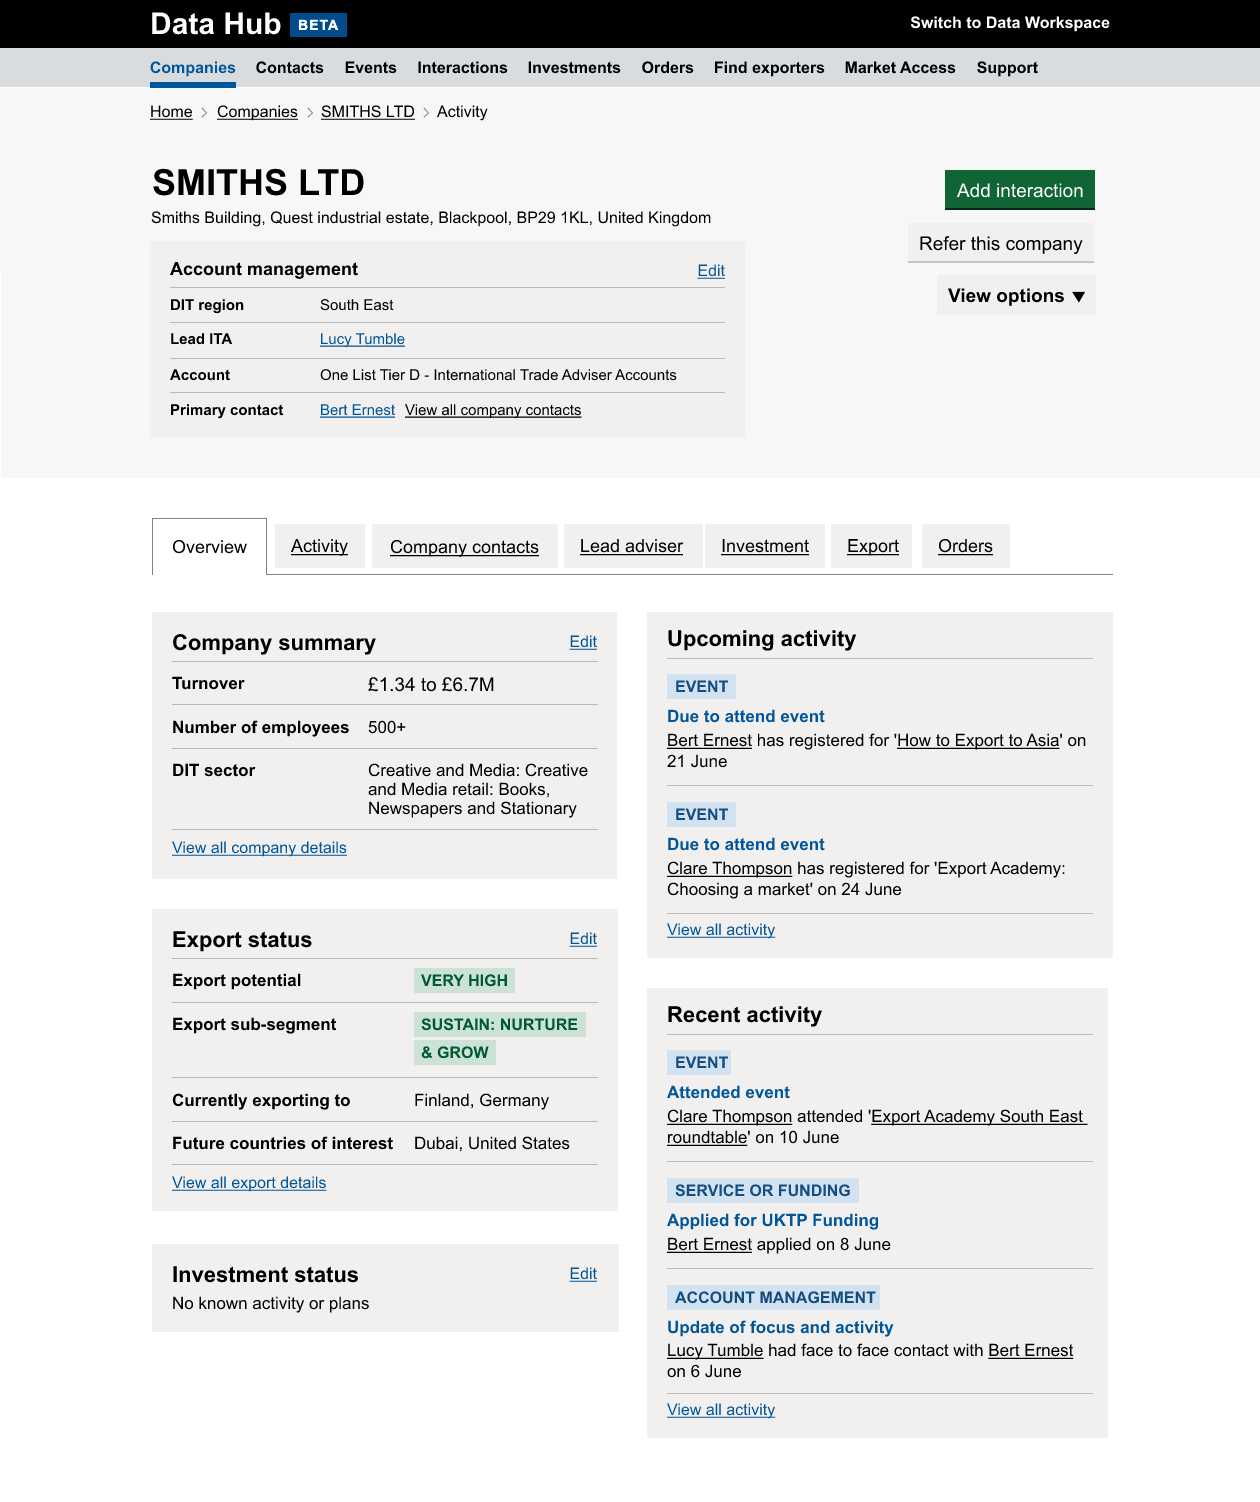 Data Hub BETA
Switch to Data Workspace
Companies Contacts Events Interactions Investments Orders Find exporters Market Access Support
Home > Companies > SMITHS LTD > Activity
SMITHS LTD
Smiths Building, Quest industrial estate, Blackpool, BP29 1KL, United Kingdom
Add interaction
Refer this company
View options ▼
Account management Edit
DIT region South East
Lead ITA Lucy Tumble
Account One List Tier D - International Trade Adviser Accounts
Primary contact Bert Ernest View all company contacts
Overview Activity Company contacts Lead adviser Investment Export Orders
Company summary Edit
Turnover £1.34 to £6.7M
Number of employees 500+
DIT sector Creative and Media: Creative
and Media retail: Books,
Newspapers and Stationary
View all company details
Export status Edit
Export potential VERY HIGH
Export sub-segment SUSTAIN: NURTURE
& GROW
Currently exporting to Finland, Germany
Future countries of interest Dubai, United States
View all export details
Investment status Edit
No known activity or plans
Upcoming activity
EVENT
Due to attend event
Bert Ernest has registered for 'How to Export to Asia' on
21 June
EVENT
Due to attend event
Clare Thompson has registered for 'Export Academy:
Choosing a market' on 24 June
View all activity
Recent activity
EVENT
Attended event
Clare Thompson attended 'Export Academy South East
roundtable' on 10 June
SERVICE OR FUNDING
Applied for UKTP Funding
Bert Ernest applied on 8 June
ACCOUNT MANAGEMENT
Update of focus and activity
Lucy Tumble had face to face contact with Bert Ernest
on 6 June
View all activity